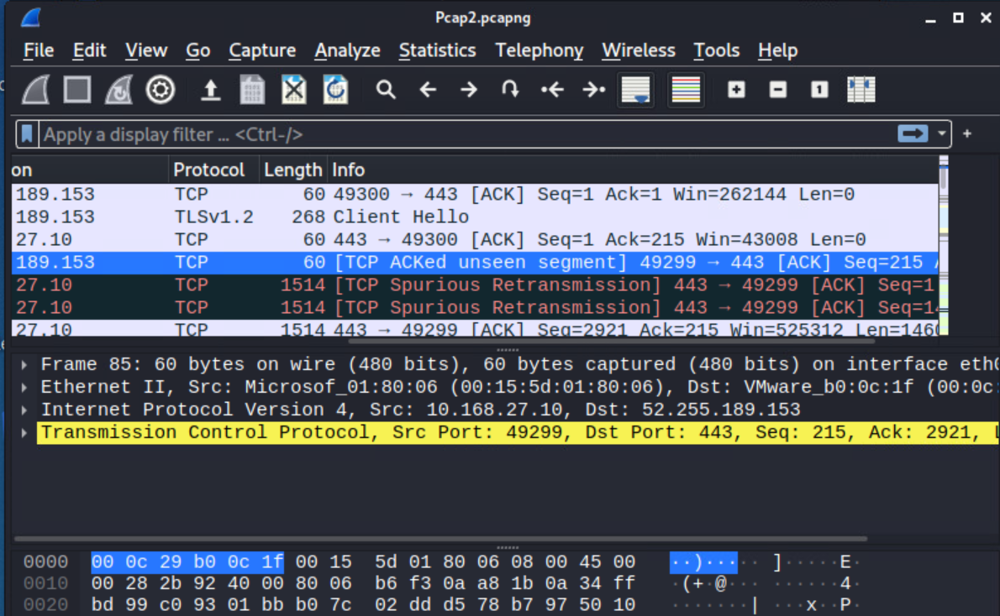 Pcap2.pcapng
File Edit View Go Capture Analyze Statistics Telephony Wireless Tools Help
Apply a display filter ... <Ctrl-/>
on Protocol Length Info
189.153 TCP 60 49300 → 443 [ACK] Seq=1 Ack=1 Win=262144 Len=0
189.153 TLSv1.2 268 Client Hello
27.10 TCP 60 443 → 49300 [ACK] Seq=1 Ack=215 Win=43008 Len=0
189.153 TCP 60 [TCP ACKed unseen segment] 49299 → 443 [ACK] Seq=215
27.10 TCP 1514 [TCP Spurious Retransmission] 443 → 49299 [ACK] Seq=1
27.10 TCP 1514 [TCP Spurious Retransmission] 443 → 49299 [ACK] Seq=14
27.10 TCP 1514 443 → 49299 [ACK] Seq=2921 Ack=215 Win=525312 Len=1460
Frame 85: 60 bytes on wire (480 bits), 60 bytes captured (480 bits) on interface eth0
Ethernet II, Src: Microsof_01:80:06 (00:15:5d:01:80:06), Dst: VMware_b0:0c:1f (00:0c:
Internet Protocol Version 4, Src: 10.168.27.10, Dst: 52.255.189.153
Transmission Control Protocol, Src Port: 49299, Dst Port: 443, Seq: 215, Ack: 2921, L
0000 00 0c 29 b0 0c 1f 00 15 5d 01 80 06 08 00 45 00 ··)····· ]·····E·
0010 00 28 2b 92 40 00 80 06 b6 f3 0a a8 1b 0a 34 ff ·(+·@··· ······4·
0020 bd 99 c0 93 01 bb b0 7c 02 dd d5 78 b7 97 50 10 ·······| ···x··P·